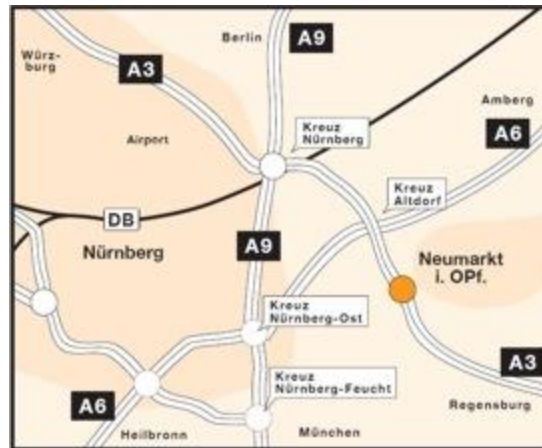 Berlin
A9
Würz-
burg
A3
Kreuz
Nürnberg
Amberg
A6
Airport
Kreuz
Altdorf
DB
Nürnberg
A9
Neumarkt
i. OPf.
Kreuz
Nürnberg-Ost
A3
Kreuz
Nürnberg-Feucht
A6
Regensburg
Heilbronn
München